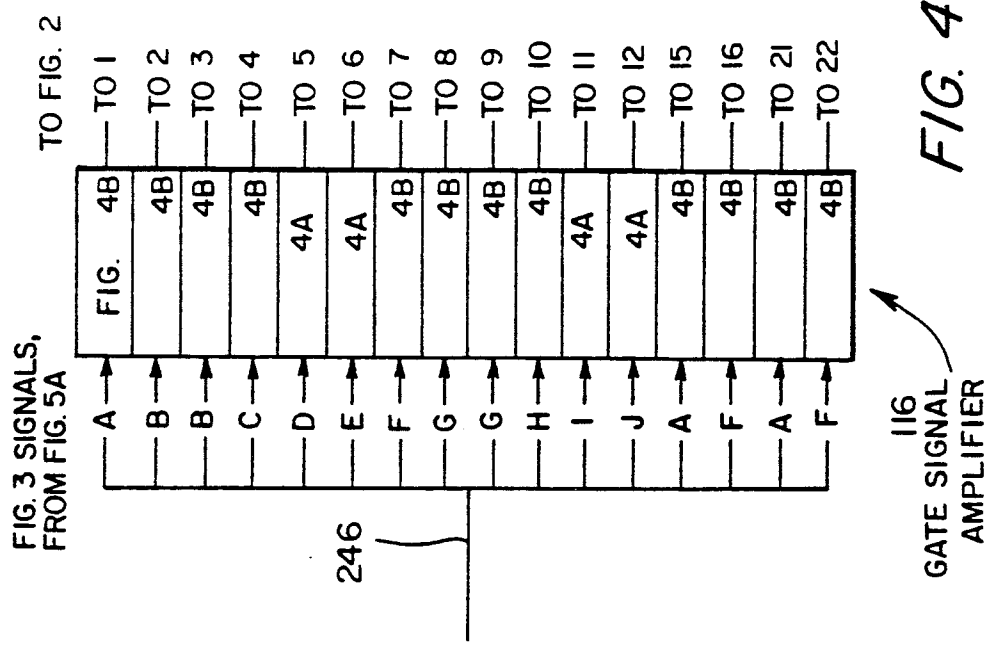 FIG. 3 SIGNALS,
FROM FIG. 5A
TO FIG. 2
A FIG. 4B TO 1
B 4B TO 2
B 4B TO 3
C 4B TO 4
D 4A TO 5
E 4A TO 6
F 4B TO 7
G 4B TO 8
G 4B TO 9
H 4B TO 10
I 4A TO 11
J 4A TO 12
A 4B TO 15
F 4B TO 16
A 4B TO 21
F 4B TO 22
246
116
GATE SIGNAL
AMPLIFIER
FIG. 4